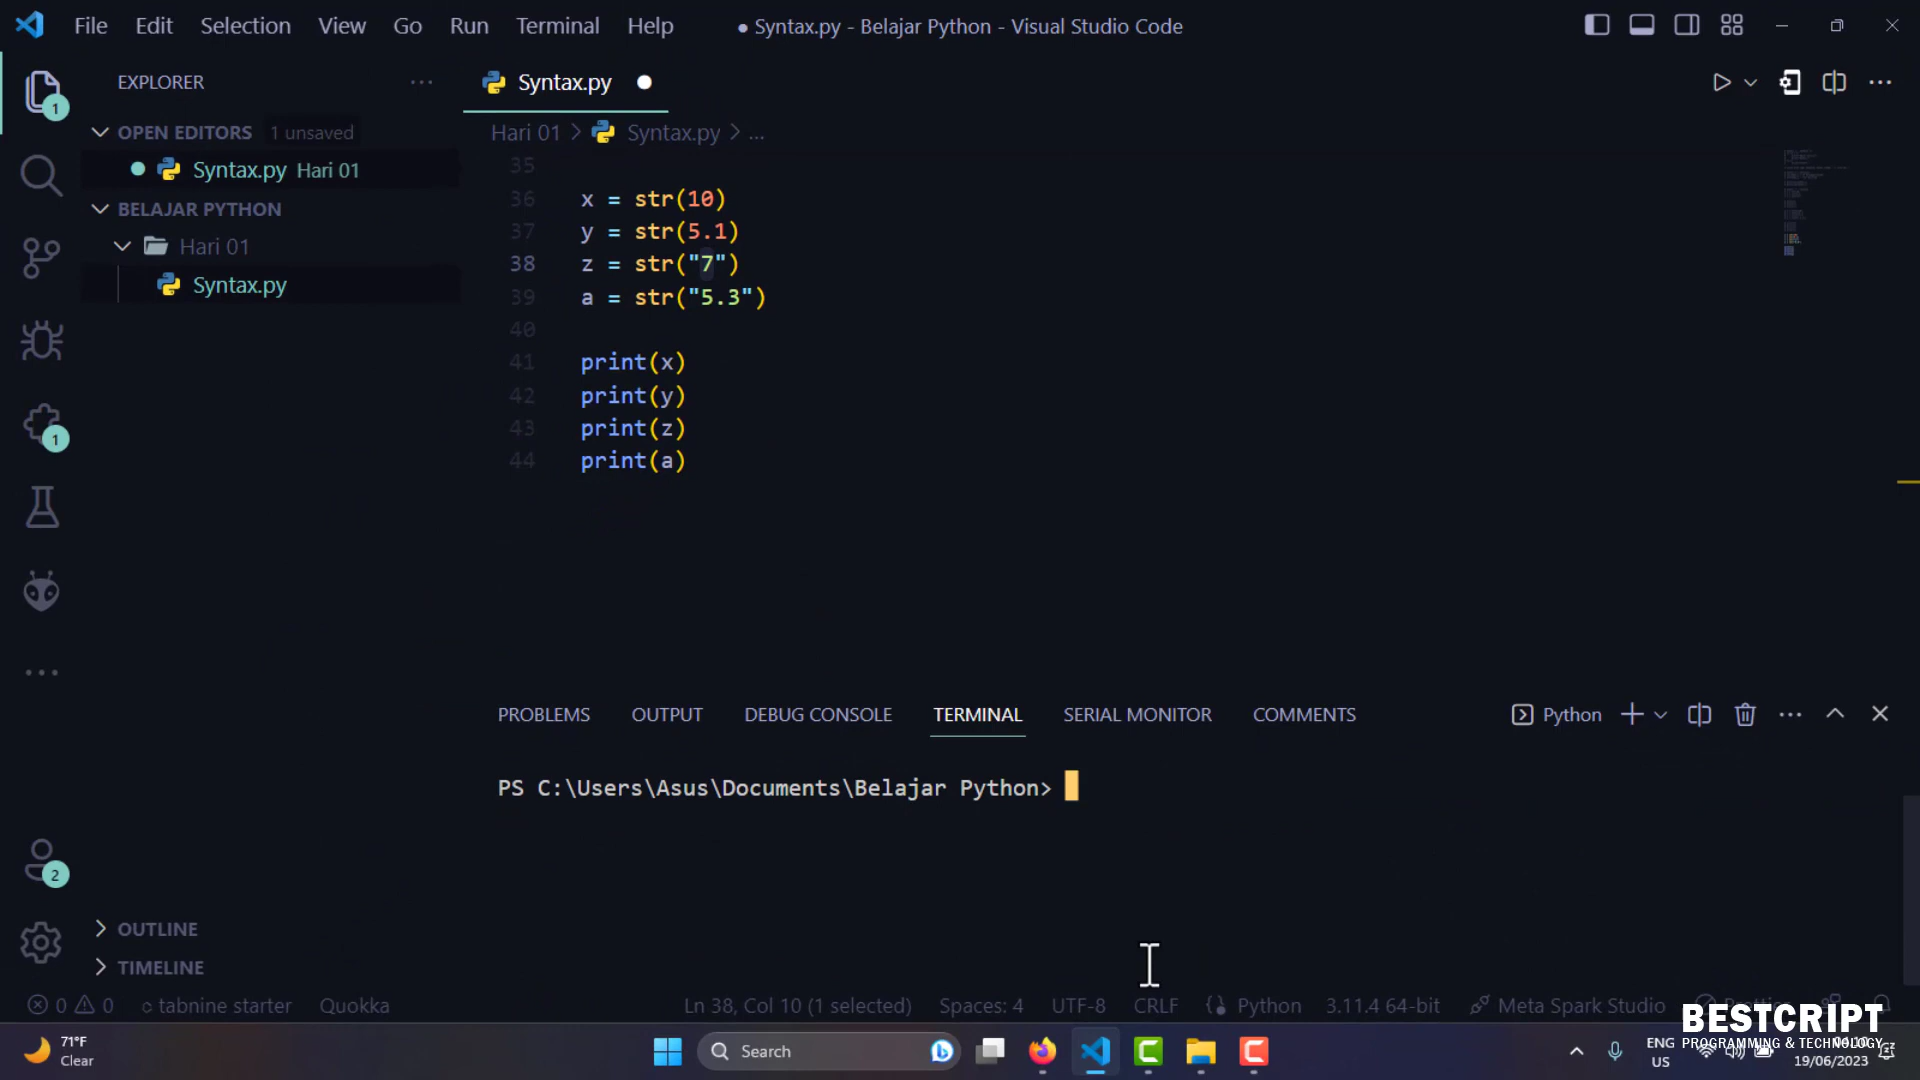 File Edit Selection View Go Run Terminal Help
● Syntax.py - Belajar Python - Visual Studio Code
EXPLORER
OPEN EDITORS 1 unsaved
Syntax.py Hari 01
BELAJAR PYTHON
Hari 01
Syntax.py
Syntax.py
Hari 01 > Syntax.py > ...
35
36 x = str(10)
37 y = str(5.1)
38 z = str("7")
39 a = str("5.3")
40
41 print(x)
42 print(y)
43 print(z)
44 print(a)
1
1
2
OUTLINE
TIMELINE
PROBLEMS OUTPUT DEBUG CONSOLE TERMINAL SERIAL MONITOR COMMENTS
Python
PS C:\Users\Asus\Documents\Belajar Python>
0 0 tabnine starter Quokka
Ln 38, Col 10 (1 selected) Spaces: 4 UTF-8 CRLF Python 3.11.4 64-bit Meta Spark Studio
BESTCRIPT
PROGRAMMING & TECHNOLOGY
71°F
Clear
Search
ENG
US
19/06/2023